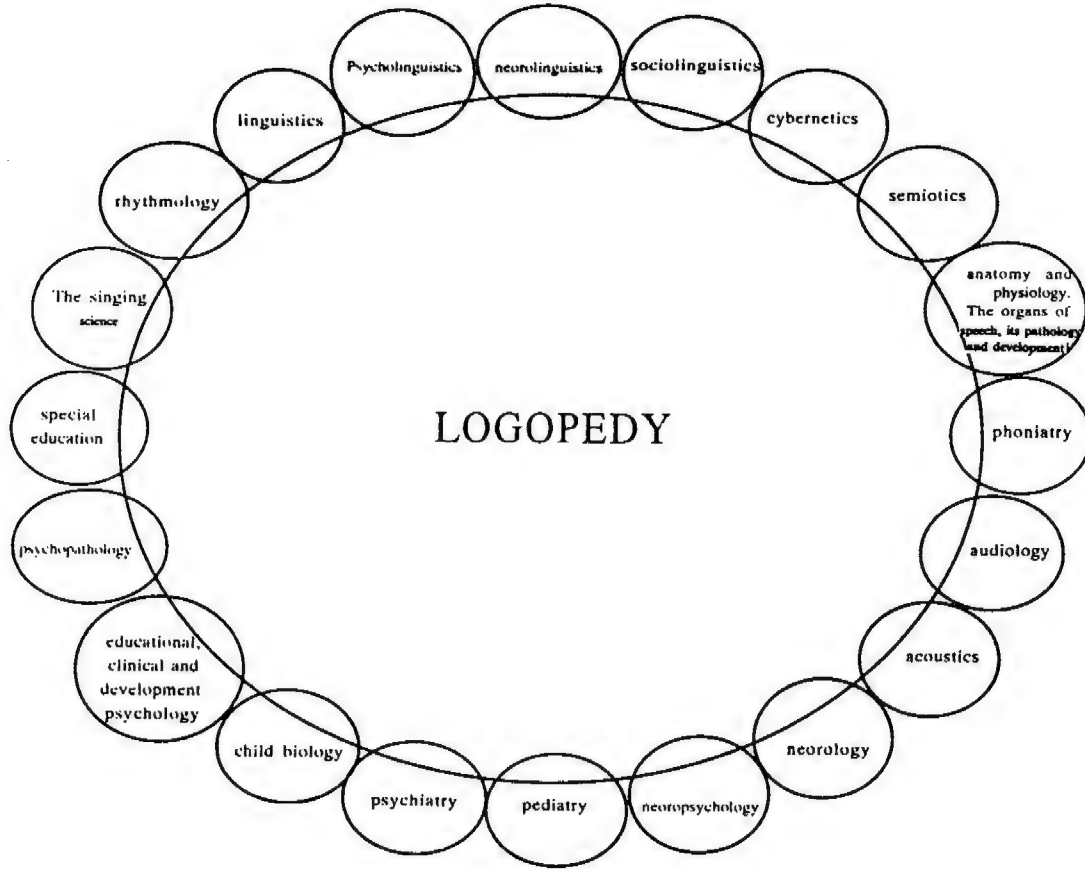 Psycholinguistics
neorolinguistics
sociolinguistics
cybernetics
semiotics
anatomy and
physiology.
The organs of
speech, its pathology
and development
phoniatry
audiology
acoustics
neorology
neoropsychology
pediatry
psychiatry
child biology
educational,
clinical and
development
psychology
psychopathology
special
education
The singing
science
rhythmology
linguistics
LOGOPEDY